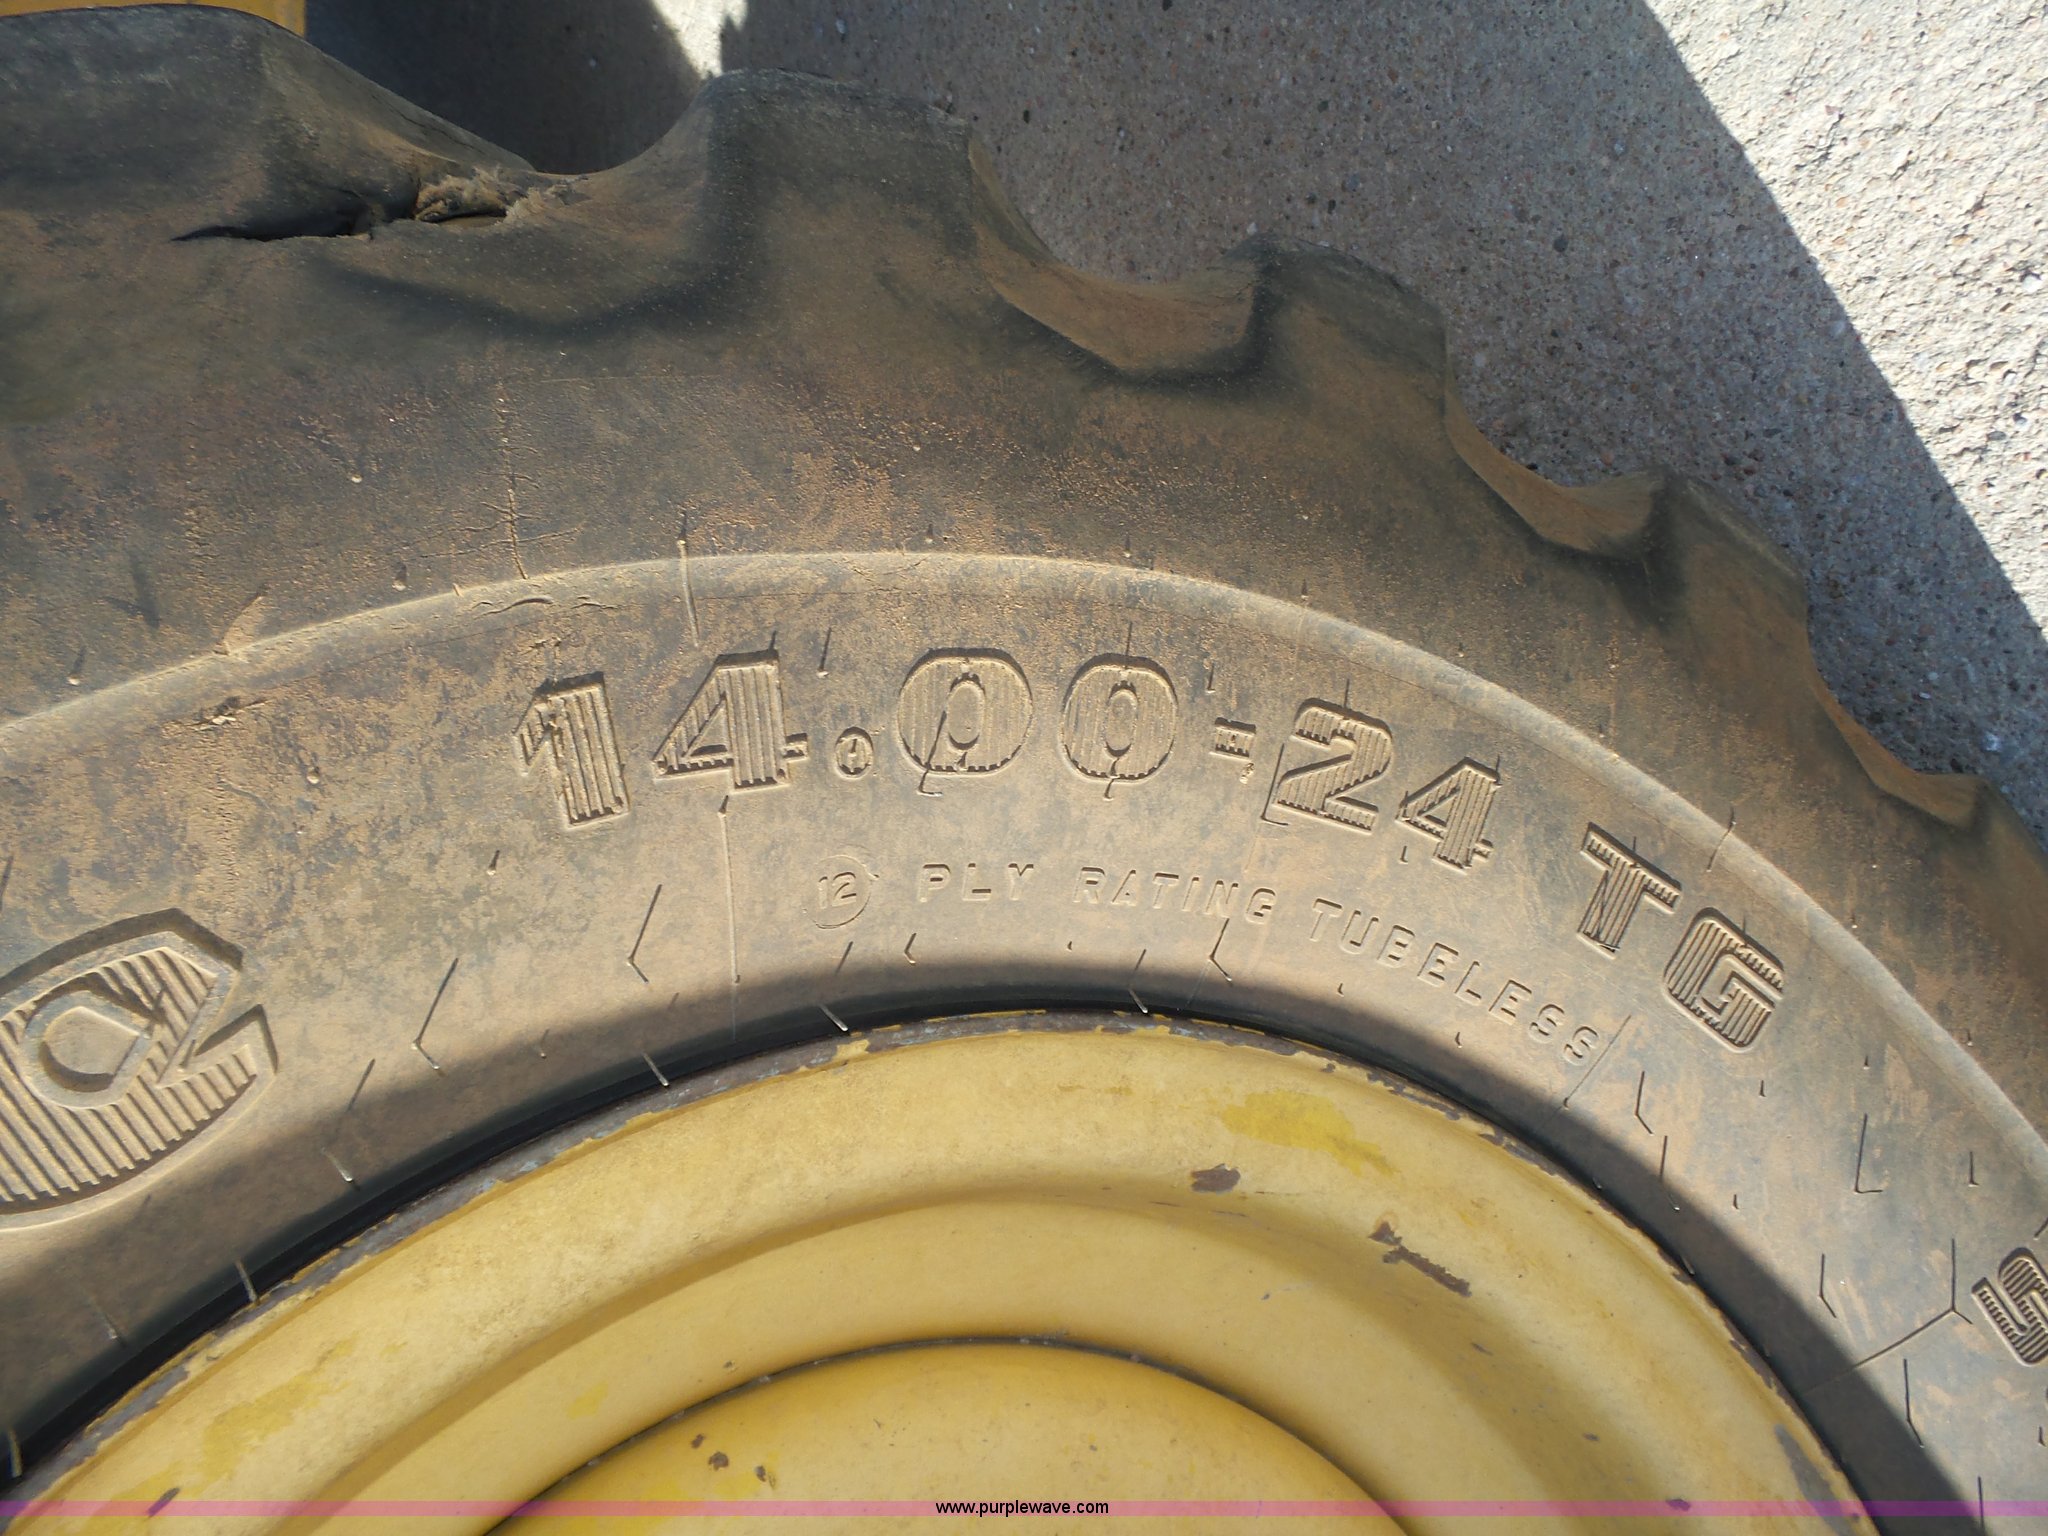 14.00-24 TG
12 PLY RATING TUBELESS
www.purplewave.com